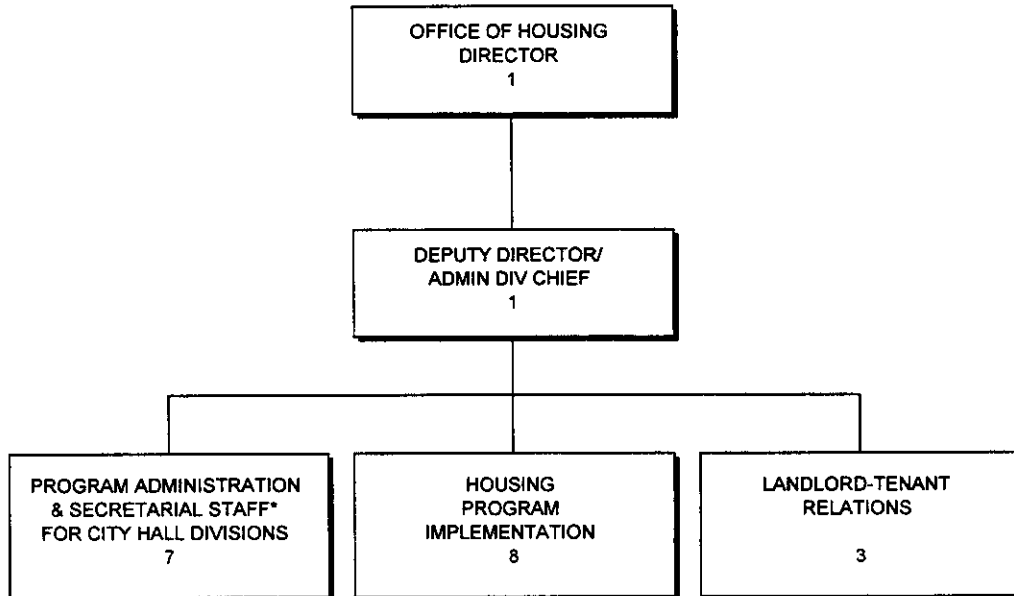 OFFICE OF HOUSING
DIRECTOR
1
DEPUTY DIRECTOR/
ADMIN DIV CHIEF
1
PROGRAM ADMINISTRATION
& SECRETARIAL STAFF*
FOR CITY HALL DIVISIONS
7
HOUSING
PROGRAM
IMPLEMENTATION
8
LANDLORD-TENANT
RELATIONS
3